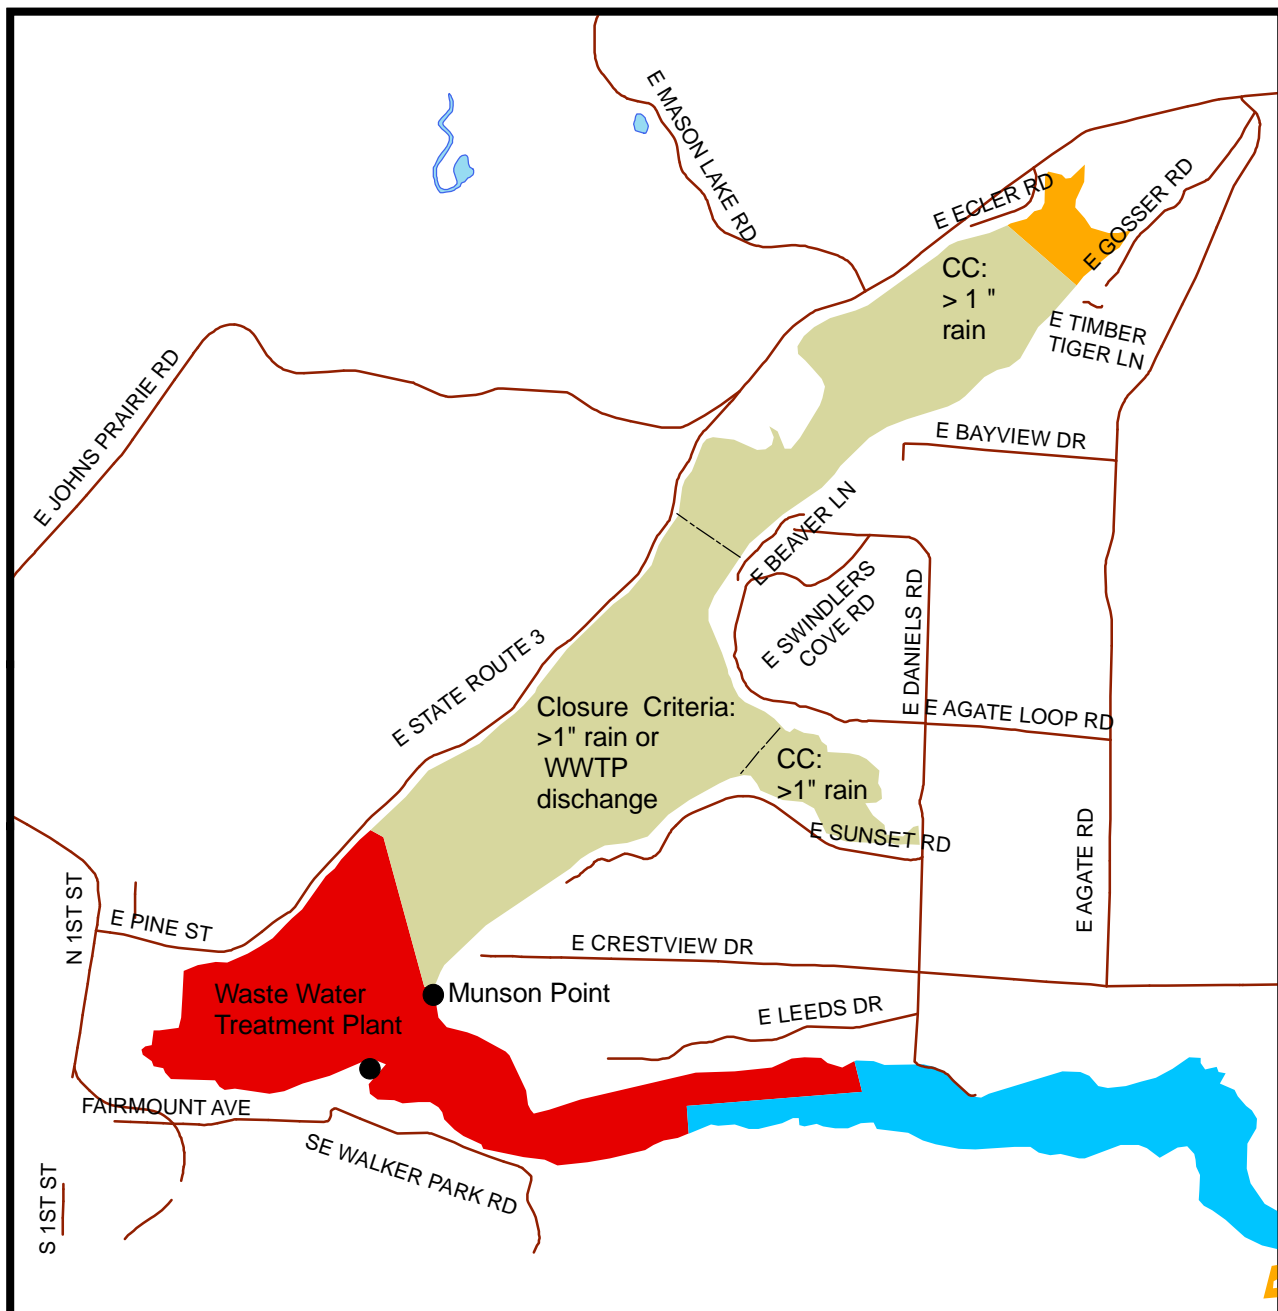 E MASON LAKE RD
E ECLER RD
E GOSSER RD
CC:
> 1 "
rain
E TIMBER
TIGER LN
E JOHNS PRAIRIE RD
E BAYVIEW DR
E BEAVER LN
E SWINDLERS
COVE RD
E DANIELS RD
E STATE ROUTE 3
Closure Criteria:
>1" rain or
WWTP
dischange
E AGATE LOOP RD
CC:
>1" rain
E SUNSET RD
E AGATE RD
N 1ST ST
E PINE ST
E CRESTVIEW DR
Waste Water
Treatment Plant
Munson Point
E LEEDS DR
FAIRMOUNT AVE
SE WALKER PARK RD
S 1ST ST